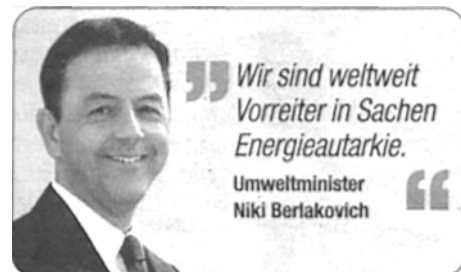 „ Wir sind weltweit
Vorreiter in Sachen
Energieautarkie.
Umweltminister
Niki Berlakovich “